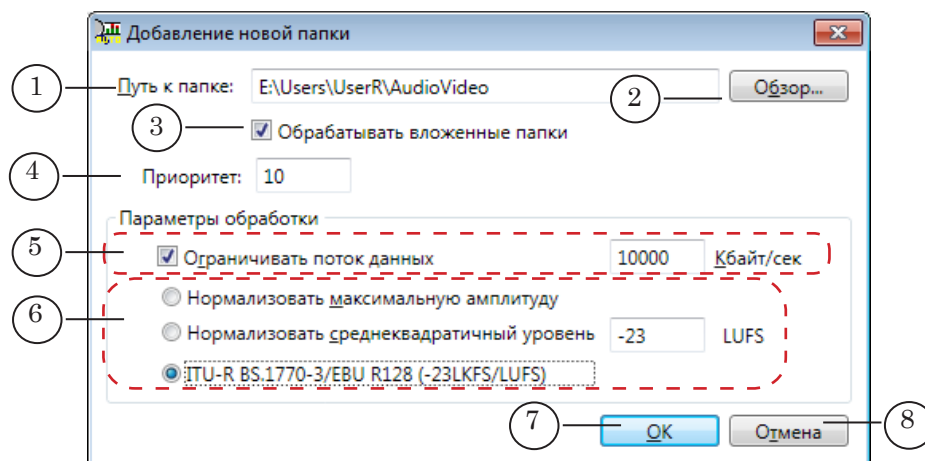 Добавление новой папки
1 Путь к папке: E:\Users\UserR\AudioVideo 2 Обзор...
3 Обрабатывать вложенные папки
4 Приоритет: 10
Параметры обработки
5 Ограничивать поток данных 10000 Кбайт/сек
6 Нормализовать максимальную амплитуду
Нормализовать среднеквадратичный уровень -23 LUFS
ITU-R BS.1770-3/EBU R128 (-23LKFS/LUFS)
7 OK Отмена 8